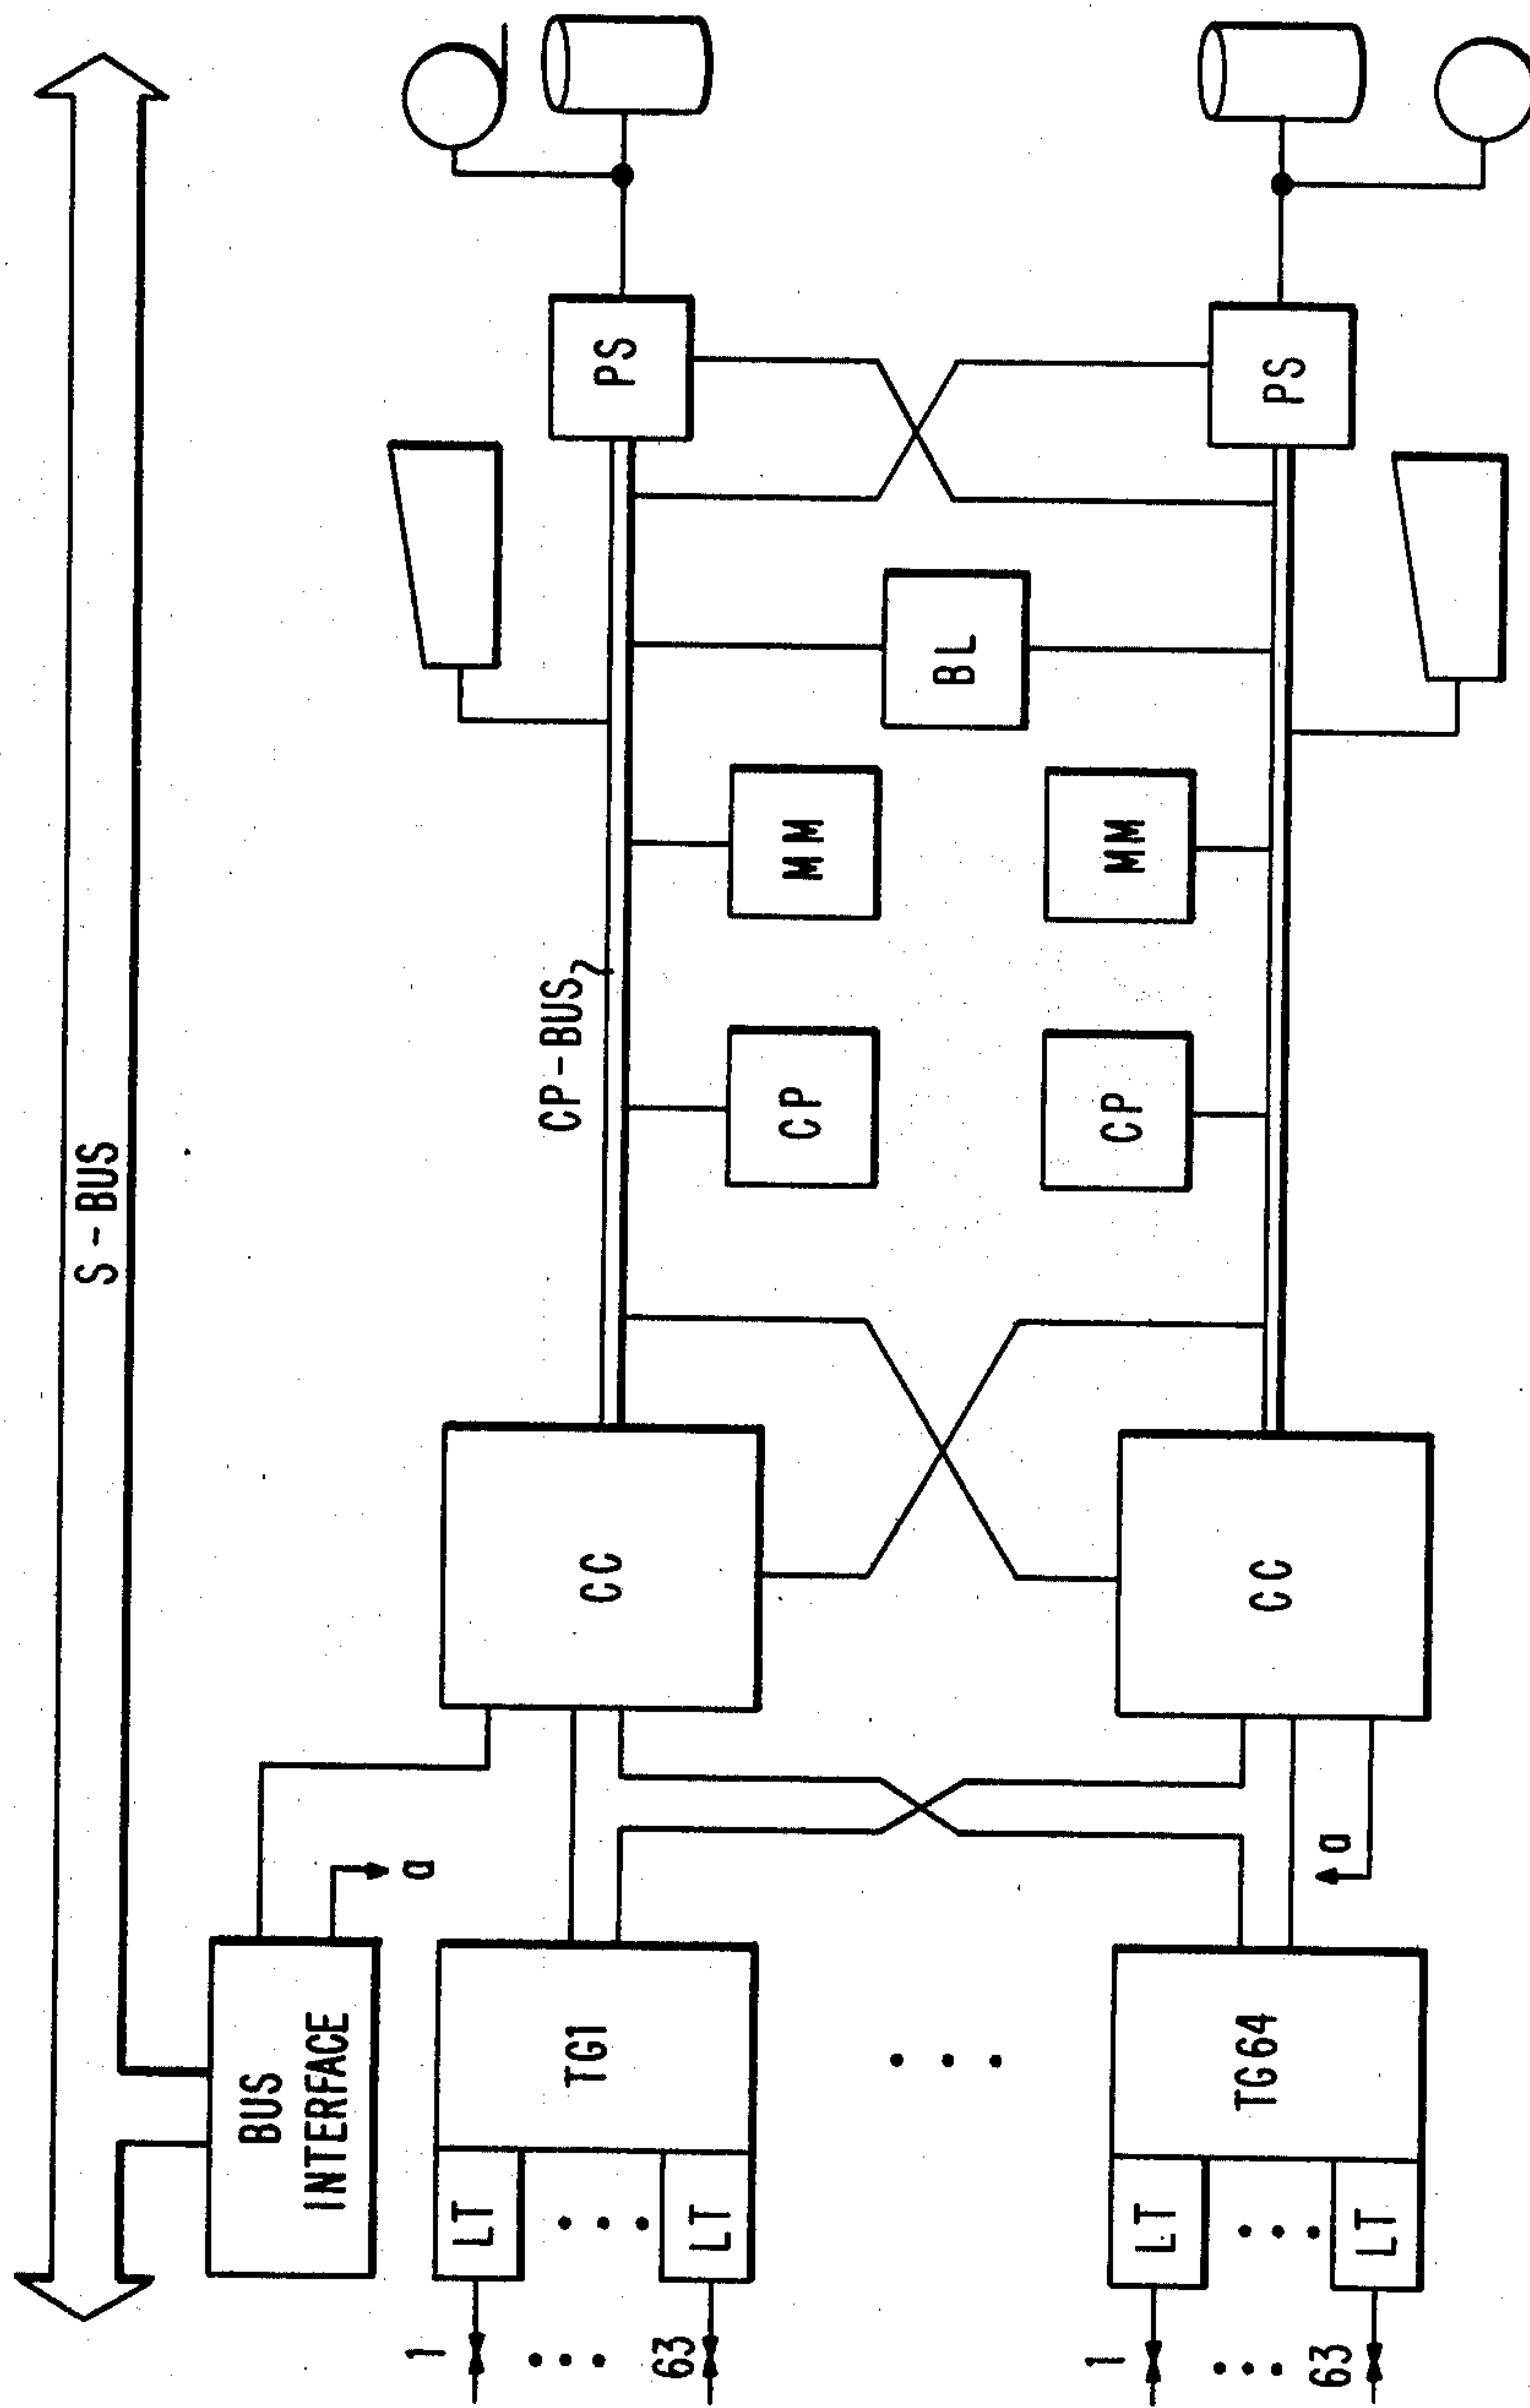 S-BUS
BUS
INTERFACE
a
CP-BUS
1
63
LT
LT
TG1
CC
CP
MM
BL
PS
1
63
LT
LT
TG64
a
CC
CP
MM
PS